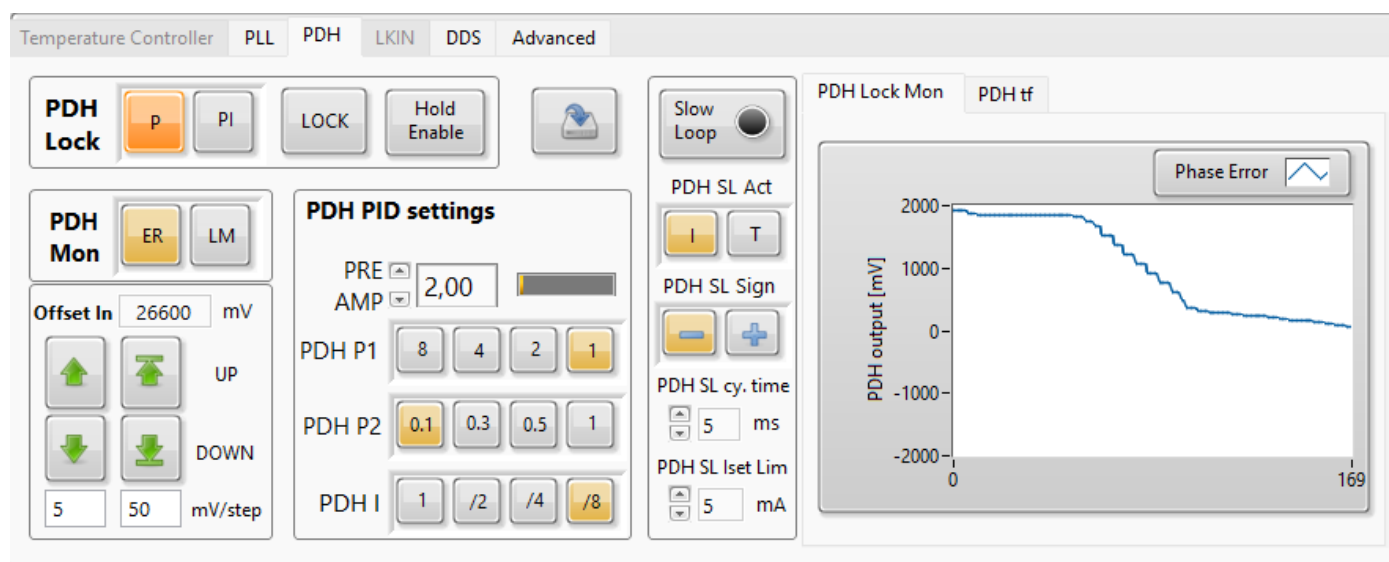 Temperature Controller PLL PDH LKIN DDS Advanced
PDH
Lock
P PI LOCK
Hold
Enable
PDH
Mon
ER LM
Offset In 26600 mV
UP
DOWN
5 50 mV/step
PDH PID settings
PRE
AMP
2,00
PDH P1 8 4 2 1
PDH P2 0.1 0.3 0.5 1
PDH I 1 /2 /4 /8
Slow
Loop
PDH SL Act
I T
PDH SL Sign
PDH SL cy. time
5 ms
PDH SL Iset Lim
5 mA
PDH Lock Mon PDH tf
Phase Error
PDH output [mV]
2000
1000
0
-1000
-2000
0 169